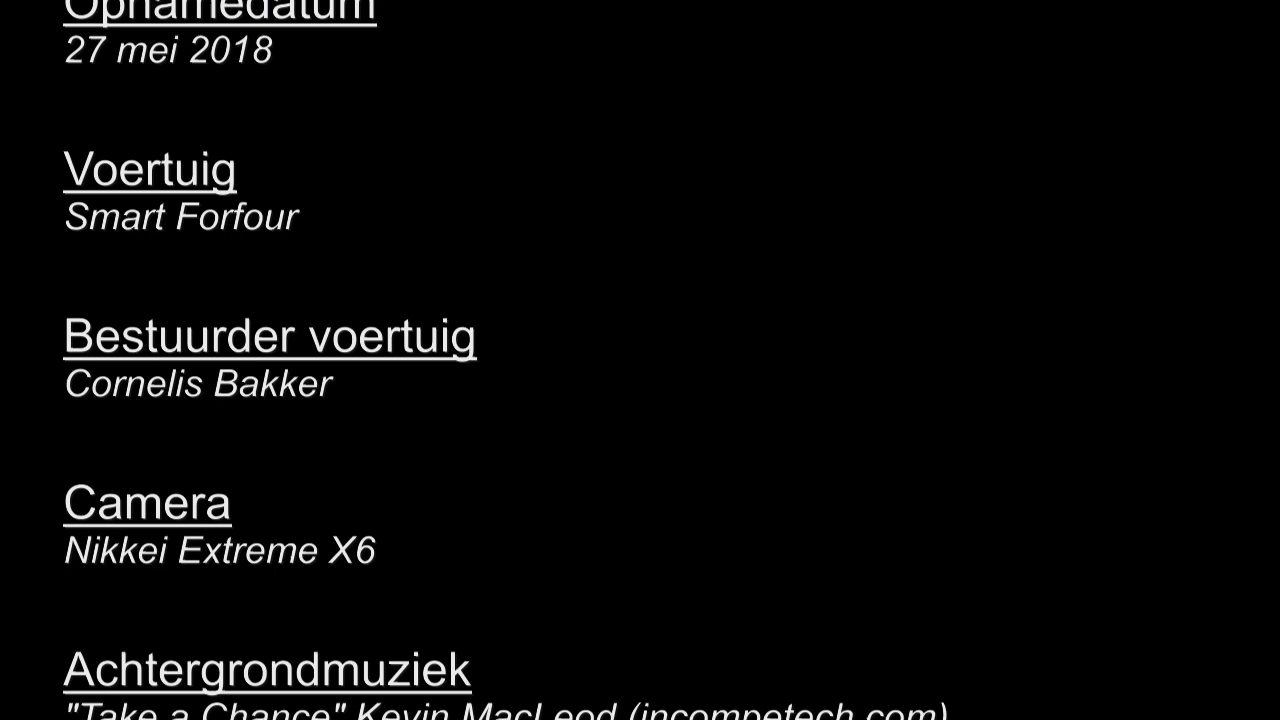 Opnamedatum
27 mei 2018
Voertuig
Smart Forfour
Bestuurder voertuig
Cornelis Bakker
Camera
Nikkei Extreme X6
Achtergrondmuziek
"Take a Chance" Kevin MacLeod (incompetech.com)